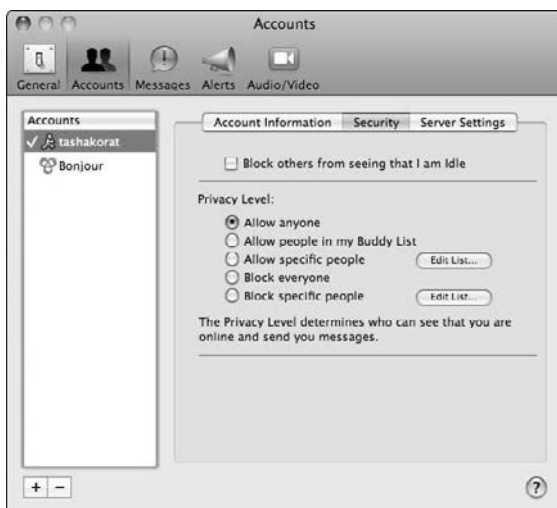 Accounts
General Accounts Messages Alerts Audio/Video
Accounts
tashakorat
Bonjour
Account Information Security Server Settings
Block others from seeing that I am Idle
Privacy Level:
Allow anyone
Allow people in my Buddy List
Allow specific people Edit List...
Block everyone
Block specific people Edit List...
The Privacy Level determines who can see that you are
online and send you messages.
+ − ?